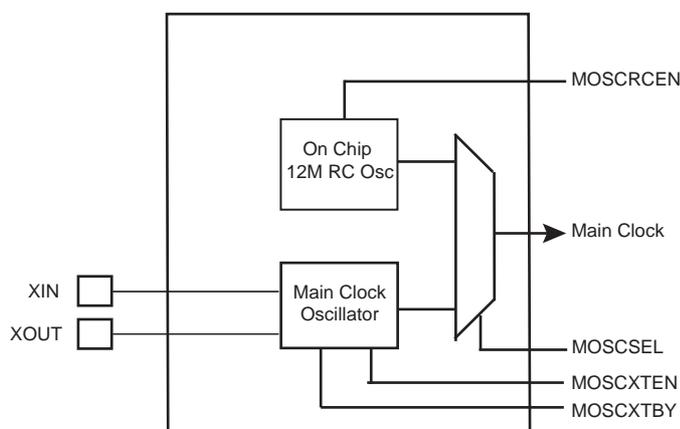 MOSCRCEN
On Chip
12M RC Osc
Main Clock
XIN
Main Clock
Oscillator
XOUT
MOSCSEL
MOSCXTEN
MOSCXTBY